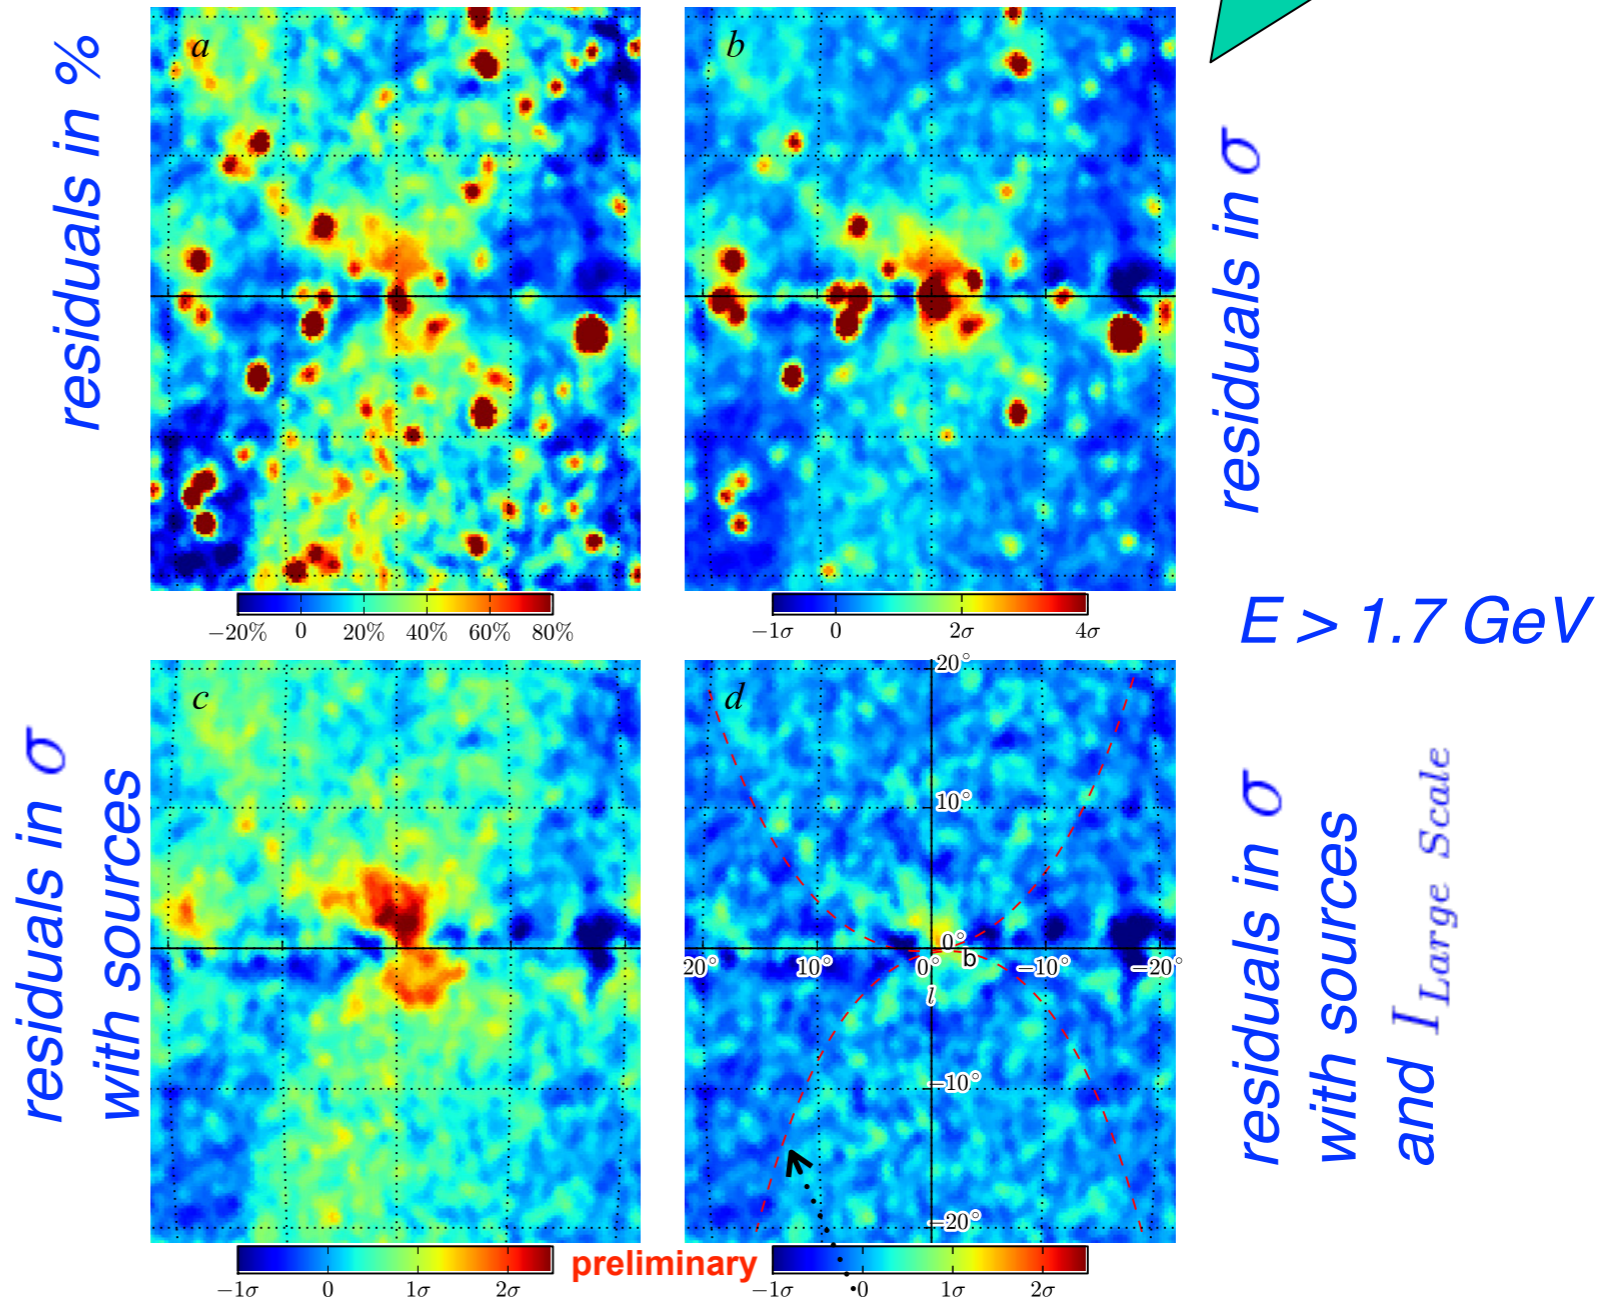 residuals in %
a
b
residuals in σ
−20% 0 20% 40% 60% 80%
−1σ 0 2σ 4σ
E > 1.7 GeV
residuals in σ
with sources
c
d
20°
10°
0°
b
20° 10° 0° −10° −20°
l
−10°
−20°
residuals in σ
with sources
and I Large Scale
−1σ 0 1σ 2σ
preliminary
−1σ 0 1σ 2σ